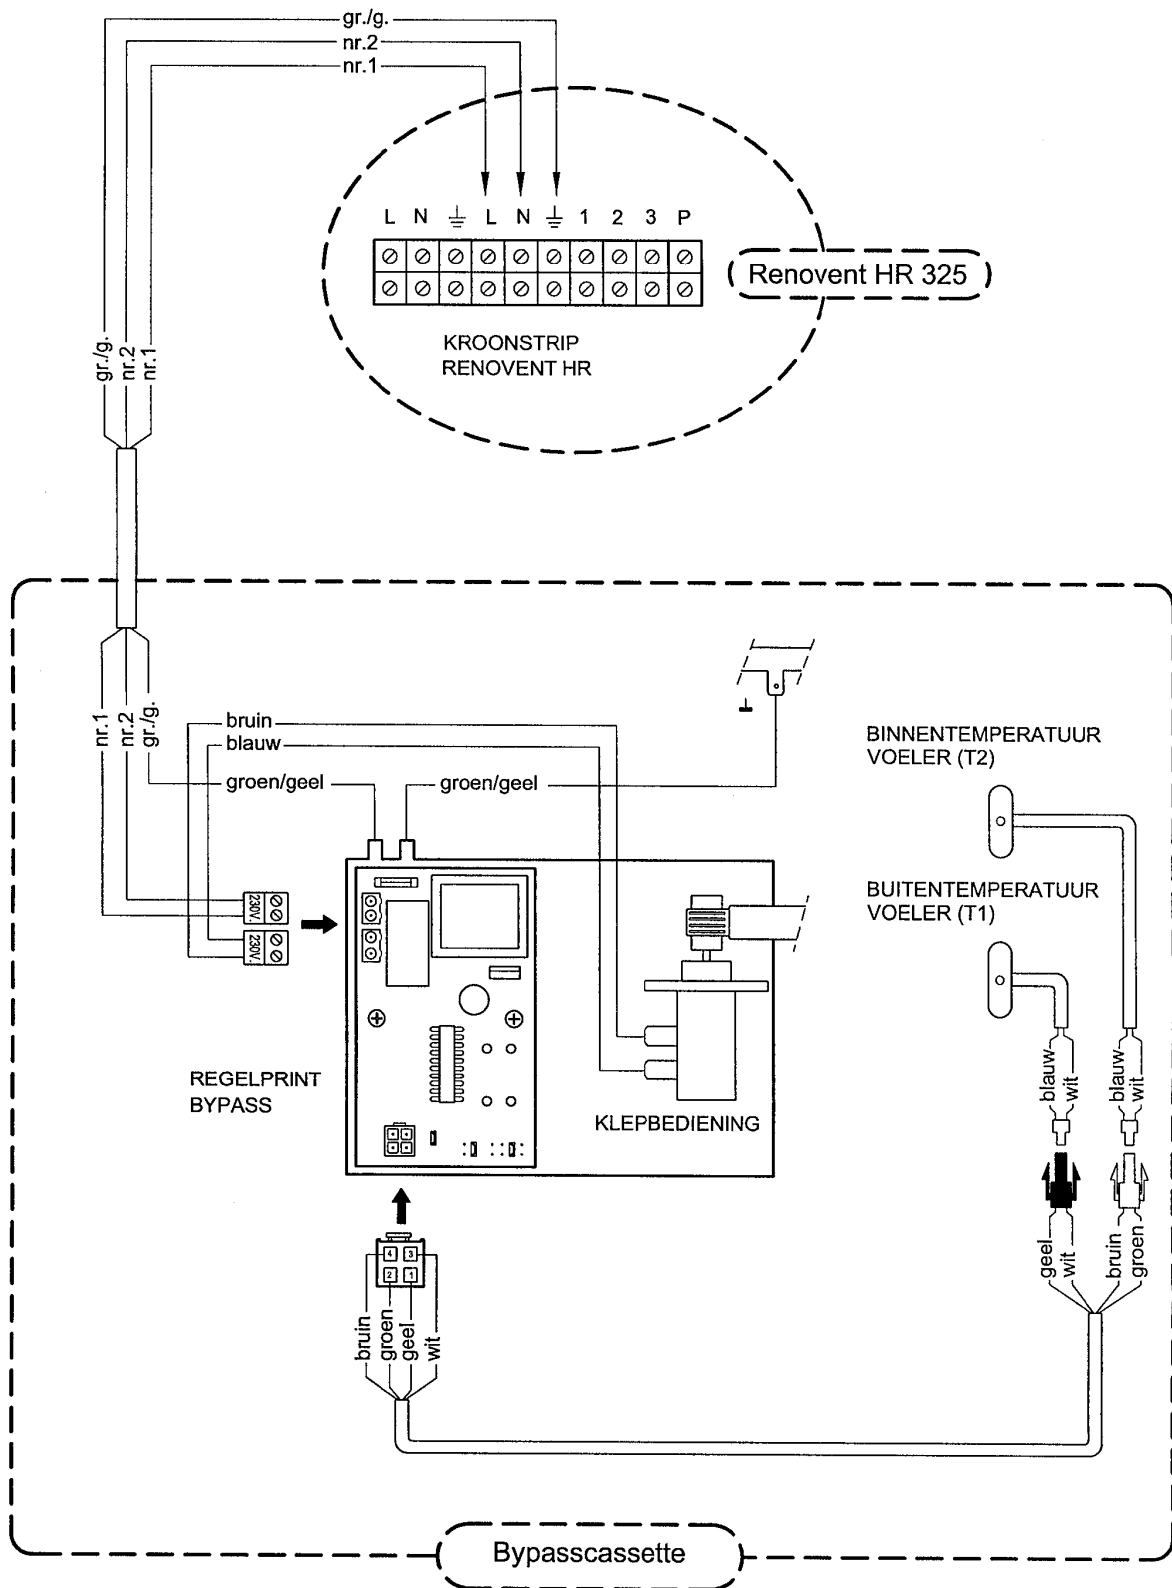 gr./g.
nr.2
nr.1
L N L N 1 2 3 P
Renovent HR 325
KROONSTRIP
RENOVENT HR
gr./g.
nr.2
nr.1
nr.1
nr.2
gr./g.
bruin
blauw
groen/geel
groen/geel
BINNENTEMPERATUUR
VOELER (T2)
BUITENTEMPERATUUR
VOELER (T1)
230V.
230V.
REGELPRINT
BYPASS
KLEPBEDIENING
blauw
wit
blauw
wit
geel
wit
bruin
groen
4 3
2 1
bruin
groen
geel
wit
Bypasscassette